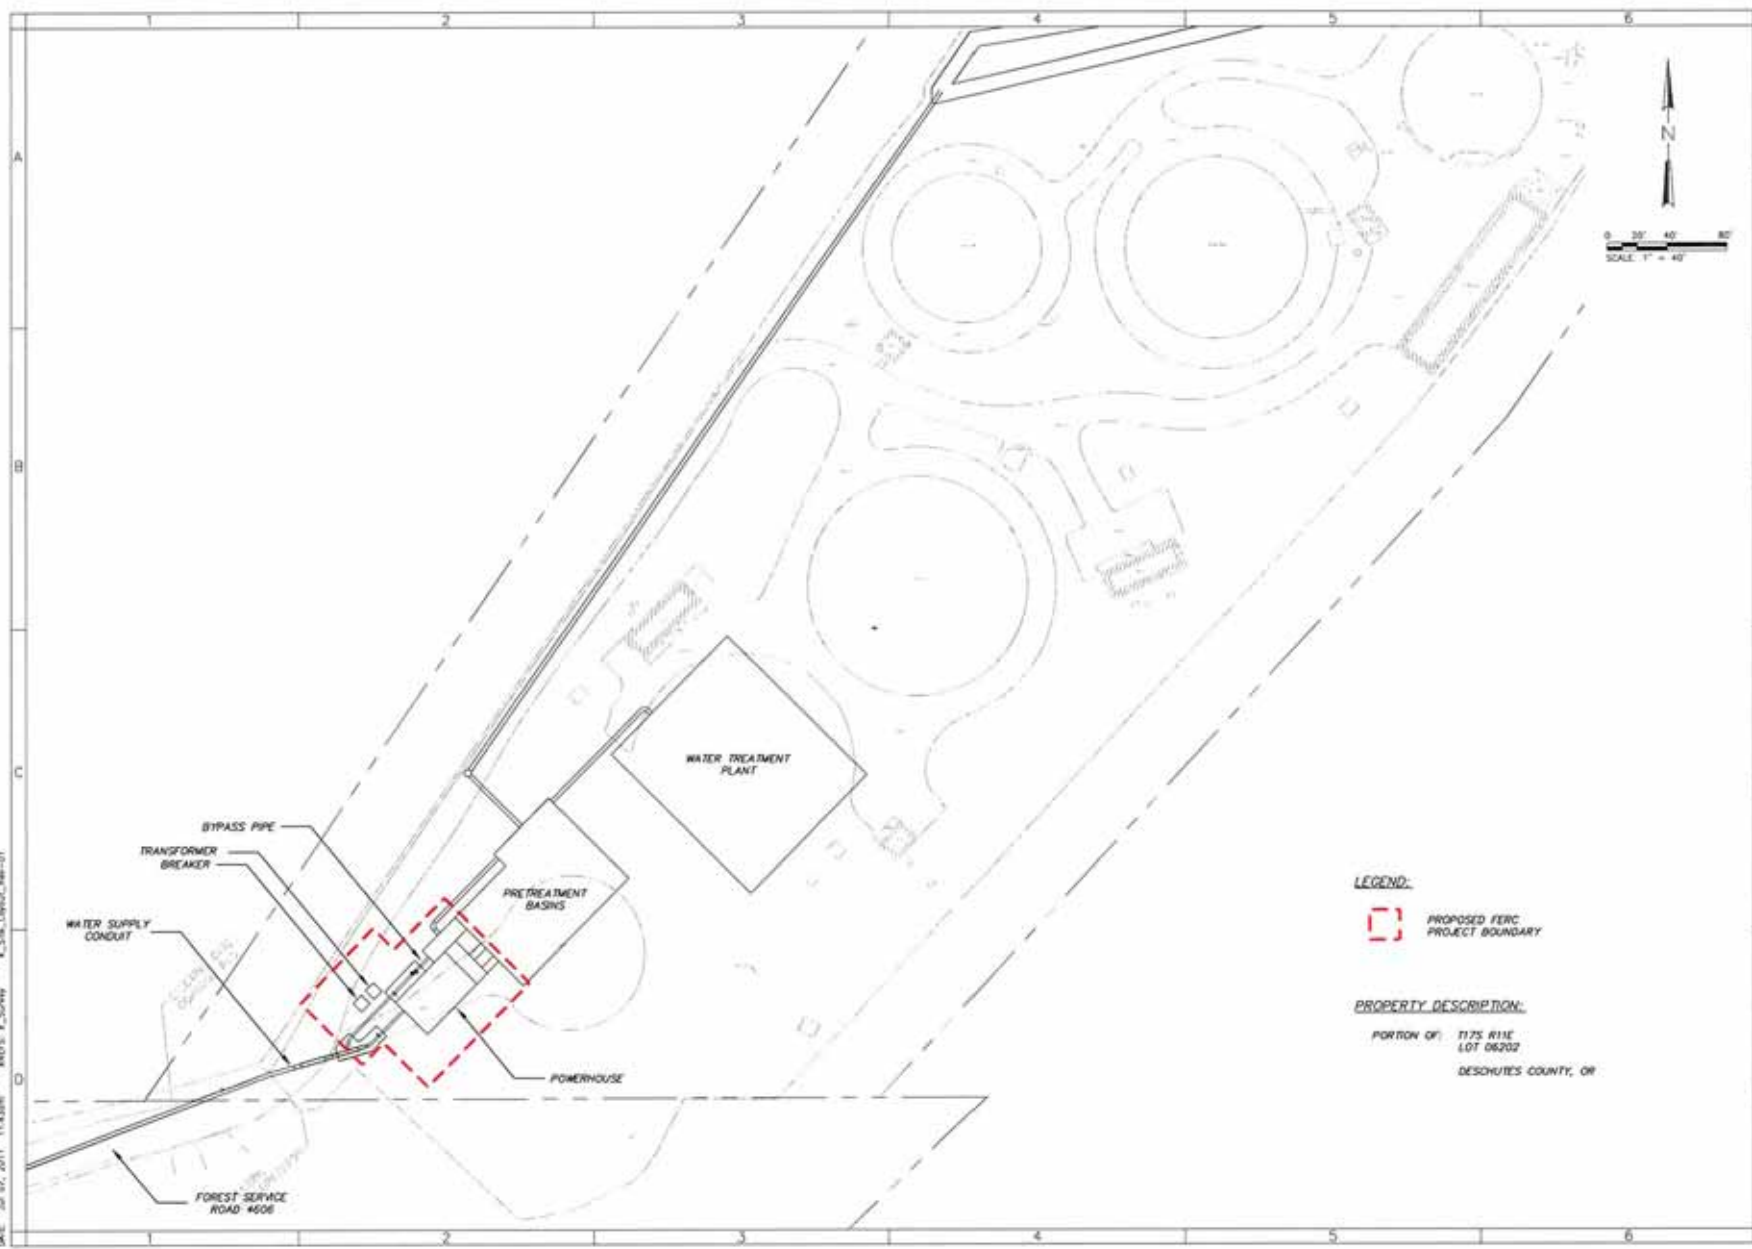 1 2 3 4 5 6
A
N
0 20' 40' 80'
SCALE: 1" = 40'
B
WATER TREATMENT
PLANT
C
BYPASS PIPE
TRANSFORMER
BREAKER
PRETREATMENT
BASINS
WATER SUPPLY
CONDUIT
LEGEND:
PROPOSED FERC
PROJECT BOUNDARY
PROPERTY DESCRIPTION:
PORTION OF: T17S R11E
LOT 06202
DESCHUTES COUNTY, OR
D
POWERHOUSE
FOREST SERVICE
ROAD 4606
1 2 3 4 5 6